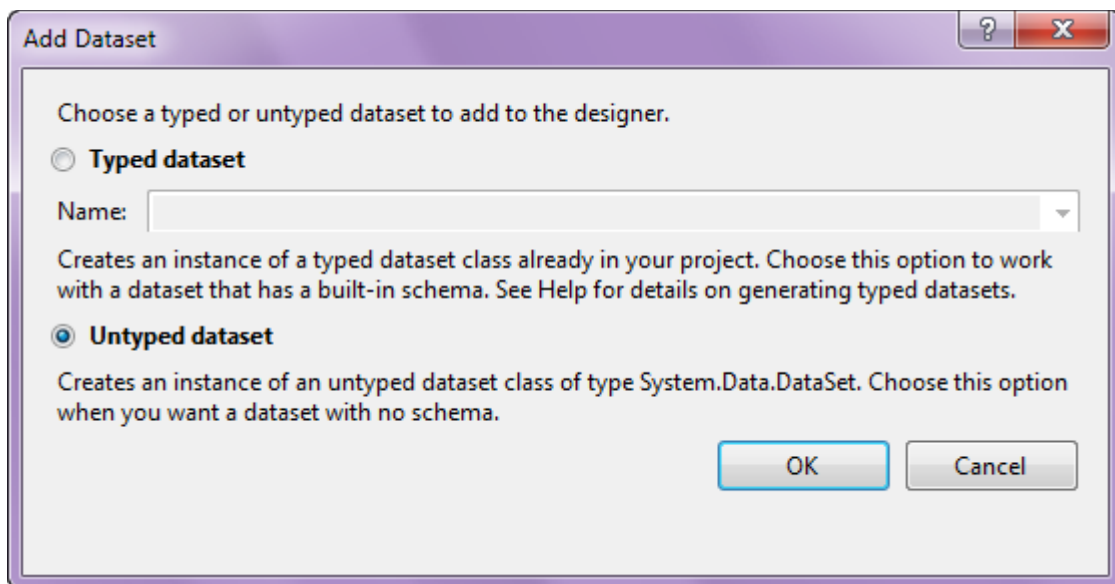 Add Dataset
?
Choose a typed or untyped dataset to add to the designer.
Typed dataset
Name:
Creates an instance of a typed dataset class already in your project. Choose this option to work
with a dataset that has a built-in schema. See Help for details on generating typed datasets.
Untyped dataset
Creates an instance of an untyped dataset class of type System.Data.DataSet. Choose this option
when you want a dataset with no schema.
OK Cancel